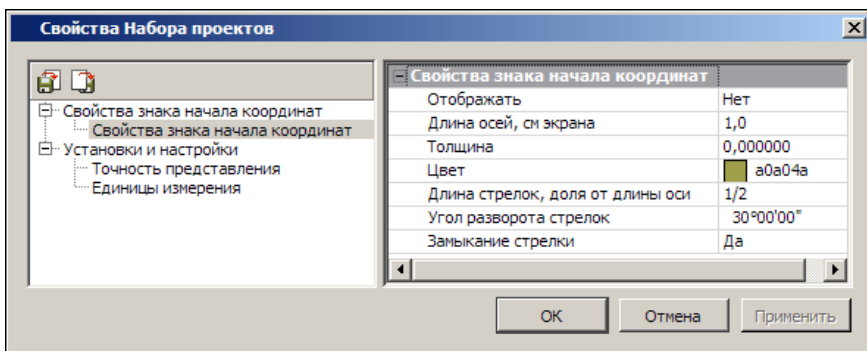 Свойства Набора проектов
Свойства знака начала координат
Свойства знака начала координат
Установки и настройки
Точность представления
Единицы измерения
Свойства знака начала координат
Отображать Нет
Длина осей, см экрана 1,0
Толщина 0,000000
Цвет a0a04a
Длина стрелок, доля от длины оси 1/2
Угол разворота стрелок 30°00'00"
Замыкание стрелки Да
ОК Отмена Применить